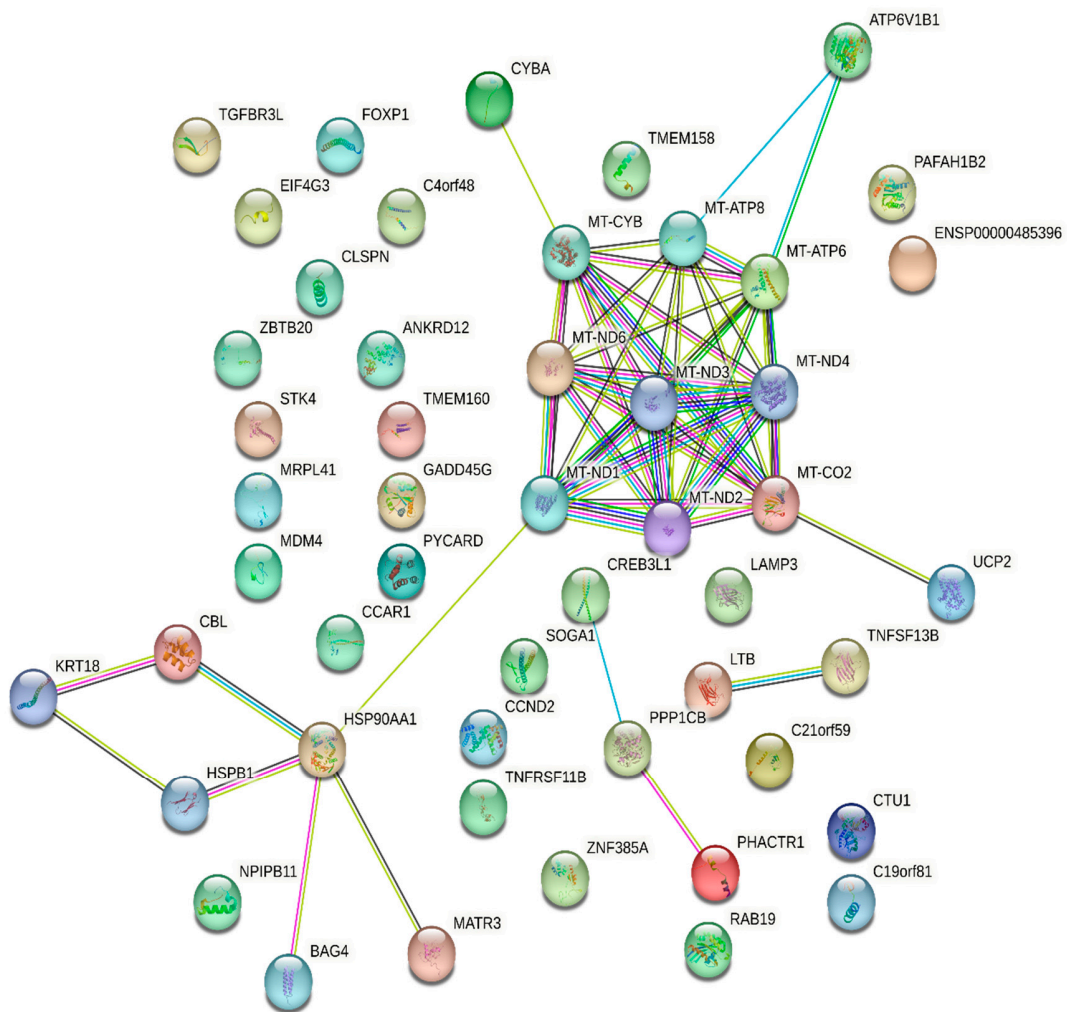 ATP6V1B1
CYBA
TGFBR3L
FOXP1
TMEM158
PAFAH1B2
EIF4G3
C4orf48
MT-CYB
MT-ATP8
ENSP00000485396
MT-ATP6
CLSPN
ZBTB20
ANKRD12
MT-ND6
MT-ND3
MT-ND4
STK4
TMEM160
MRPL41
GADD45G
MT-ND1
MT-ND2
MT-CO2
MDM4
PYCARD
CREB3L1
LAMP3
UCP2
CCAR1
CBL
SOGA1
TNFSF13B
KRT18
LTB
CCND2
HSP90AA1
PPP1CB
C21orf59
HSPB1
TNFRSF11B
CTU1
ZNF385A
PHACTR1
NPIPB11
C19orf81
MATR3
RAB19
BAG4